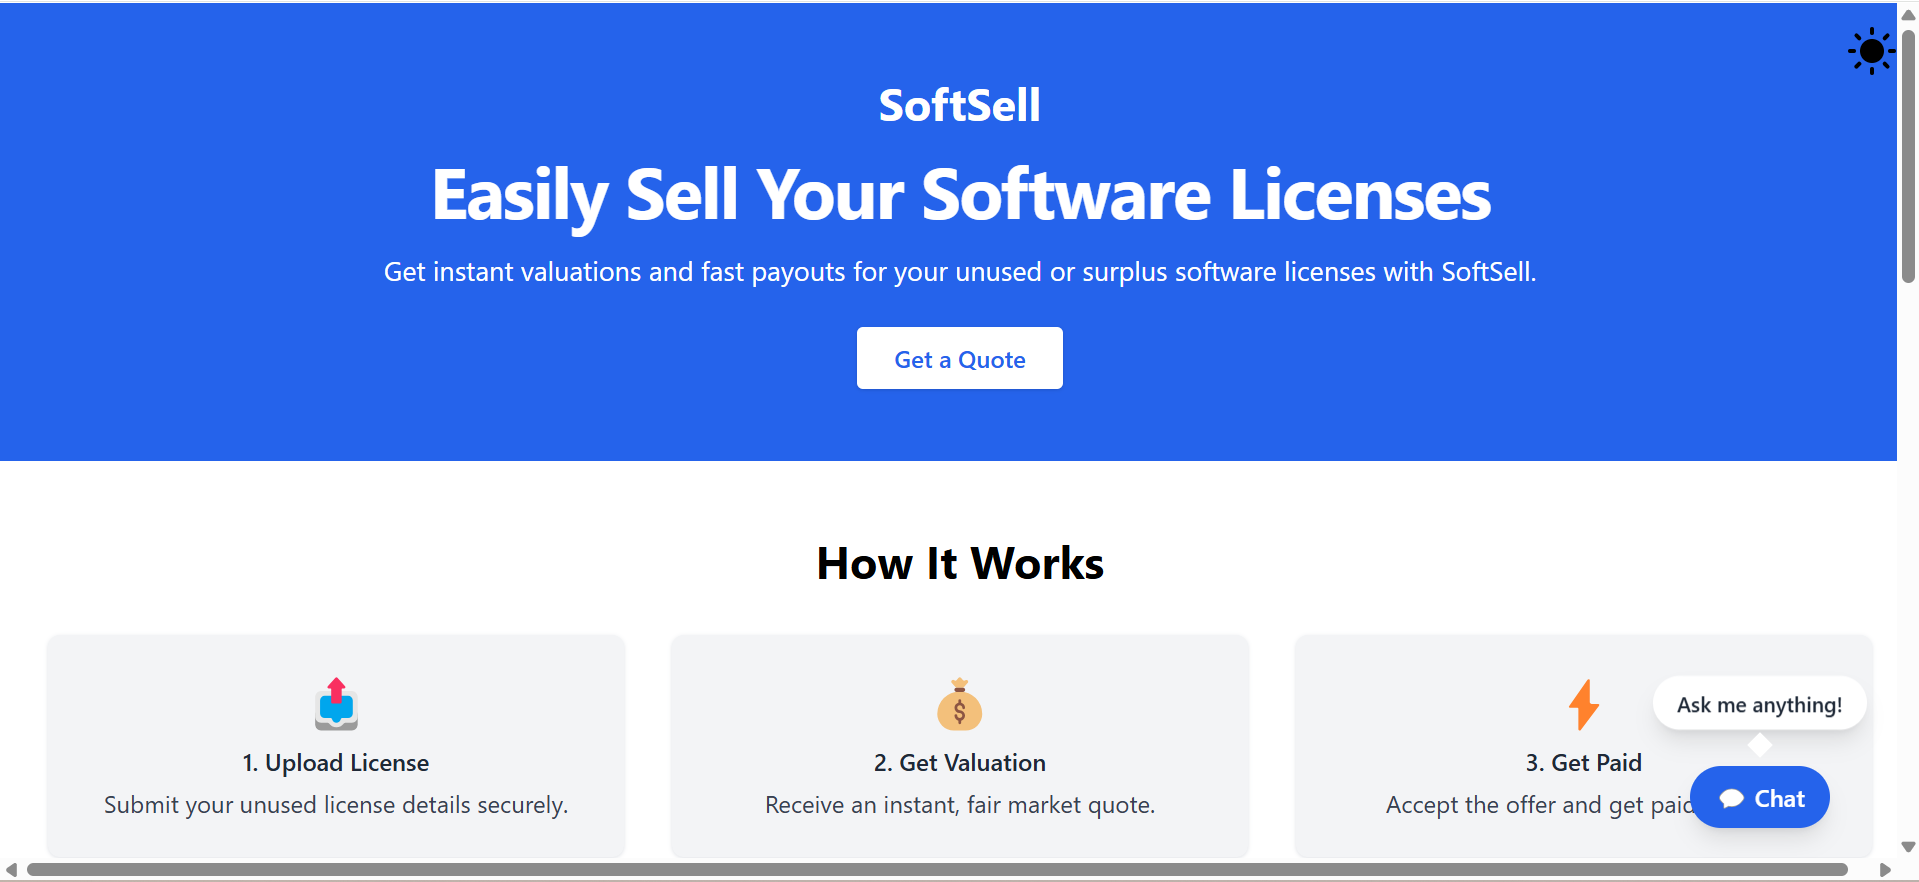 SoftSell
Easily Sell Your Software Licenses
Get instant valuations and fast payouts for your unused or surplus software licenses with SoftSell.
Get a Quote
How It Works
1. Upload License
Submit your unused license details securely.
2. Get Valuation
Receive an instant, fair market quote.
3. Get Paid
Accept the offer and get paid
Ask me anything!
Chat